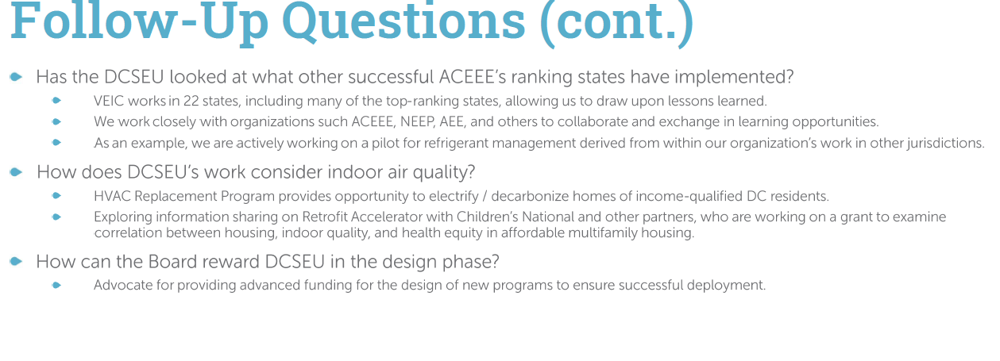 Follow-Up Questions (cont.)
Has the DCSEU looked at what other successful ACEEE's ranking states have implemented?
VEIC works in 22 states, including many of the top-ranking states, allowing us to draw upon lessons learned.
We work closely with organizations such ACEEE, NEEP, AEE, and others to collaborate and exchange in learning opportunities.
As an example, we are actively working on a pilot for refrigerant management derived from within our organization's work in other jurisdictions.
How does DCSEU's work consider indoor air quality?
HVAC Replacement Program provides opportunity to electrify / decarbonize homes of income-qualified DC residents.
Exploring information sharing on Retrofit Accelerator with Children's National and other partners, who are working on a grant to examine
correlation between housing, indoor quality, and health equity in affordable multifamily housing.
How can the Board reward DCSEU in the design phase?
Advocate for providing advanced funding for the design of new programs to ensure successful deployment.